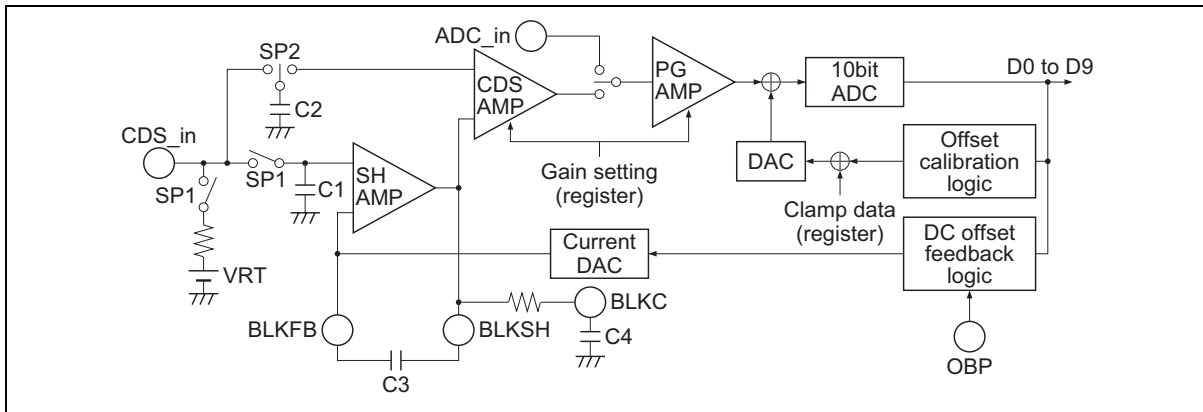 ADC_in
SP2
CDS
AMP
PG
AMP
10bit
ADC
D0 to D9
C2
CDS_in
SP1
SP1
C1
SH
AMP
Gain setting
(register)
DAC
Offset
calibration
logic
Clamp data
(register)
VRT
Current
DAC
DC offset
feedback
logic
BLKFB
BLKSH
BLKC
C4
C3
OBP